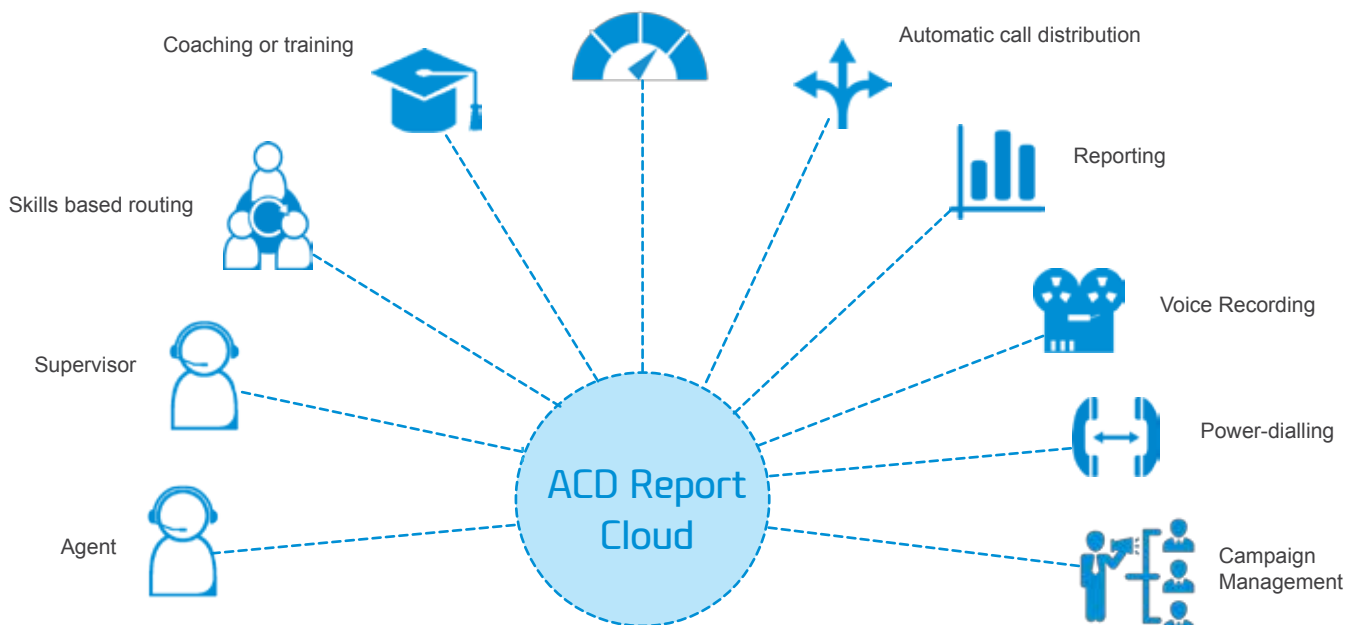 Coaching or training
Automatic call distribution
Reporting
Skills based routing
Voice Recording
Supervisor
Power-dialling
ACD Report
Cloud
Agent
Campaign
Management